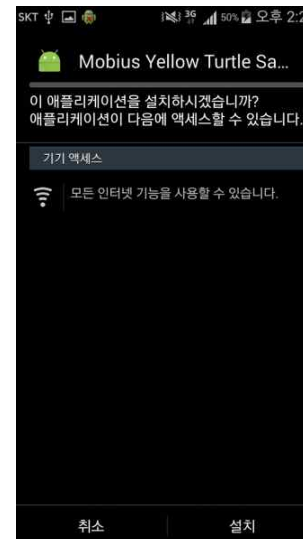 SKT 3G 50% 오후 2:2
Mobius Yellow Turtle Sa...
이 애플리케이션을 설치하시겠습니까?
애플리케이션이 다음에 액세스할 수 있습니다.
기기 액세스
모든 인터넷 기능을 사용할 수 있습니다.
취소 설치